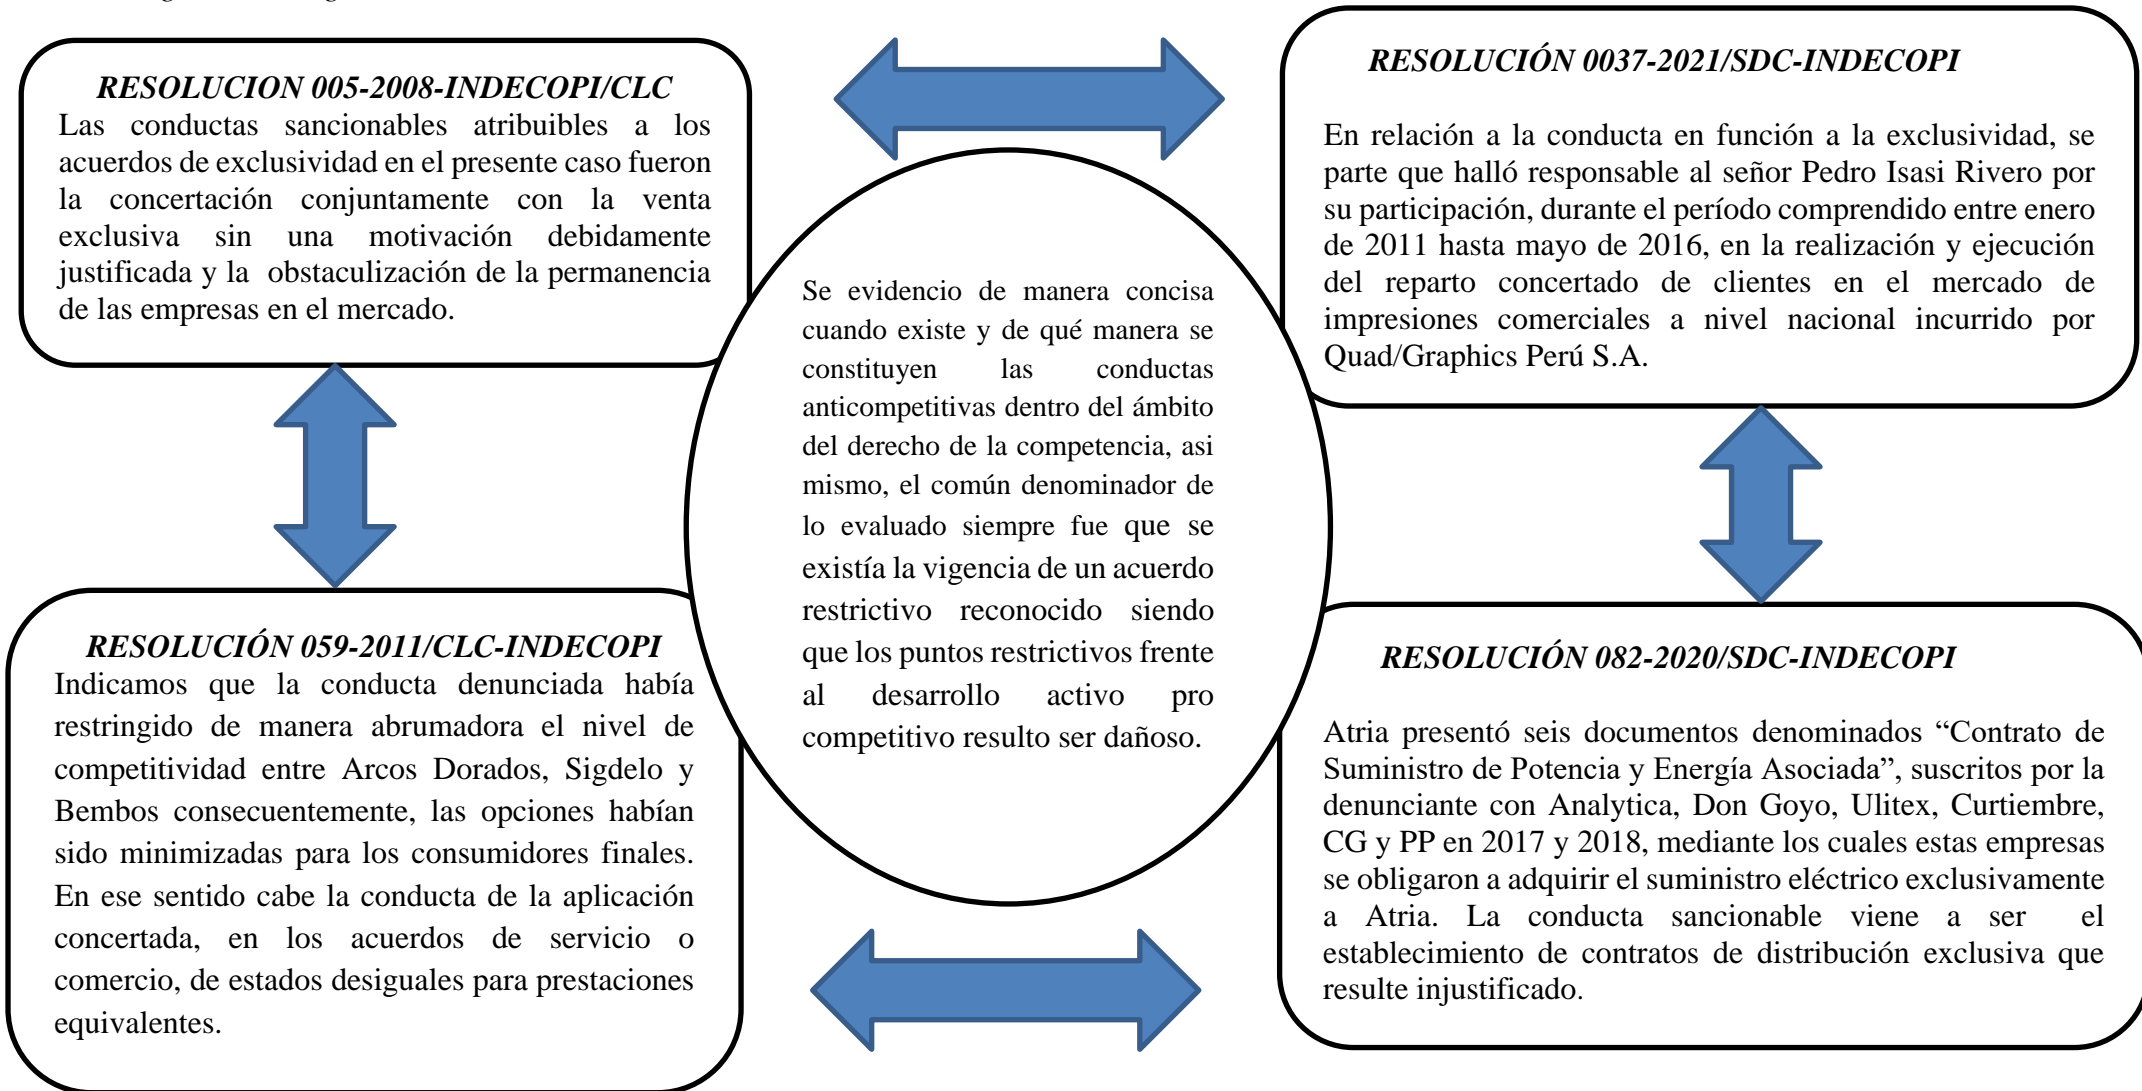 RESOLUCION 005-2008-INDECOPI/CLC
Las conductas sancionables atribuibles a los
acuerdos de exclusividad en el presente caso fueron
la concertación conjuntamente con la venta
exclusiva sin una motivación debidamente
justificada y la obstaculización de la permanencia
de las empresas en el mercado.
RESOLUCIÓN 0037-2021/SDC-INDECOPI
En relación a la conducta en función a la exclusividad, se
parte que halló responsable al señor Pedro Isasi Rivero por
su participación, durante el período comprendido entre enero
de 2011 hasta mayo de 2016, en la realización y ejecución
del reparto concertado de clientes en el mercado de
impresiones comerciales a nivel nacional incurrido por
Quad/Graphics Perú S.A.
Se evidencio de manera concisa
cuando existe y de qué manera se
constituyen las conductas
anticompetitivas dentro del ámbito
del derecho de la competencia, asi
mismo, el común denominador de
lo evaluado siempre fue que se
existía la vigencia de un acuerdo
restrictivo reconocido siendo
que los puntos restrictivos frente
al desarrollo activo pro
competitivo resulto ser dañoso.
RESOLUCIÓN 059-2011/CLC-INDECOPI
Indicamos que la conducta denunciada había
restringido de manera abrumadora el nivel de
competitividad entre Arcos Dorados, Sigdelo y
Bembos consecuentemente, las opciones habían
sido minimizadas para los consumidores finales.
En ese sentido cabe la conducta de la aplicación
concertada, en los acuerdos de servicio o
comercio, de estados desiguales para prestaciones
equivalentes.
RESOLUCIÓN 082-2020/SDC-INDECOPI
Atria presentó seis documentos denominados “Contrato de
Suministro de Potencia y Energía Asociada”, suscritos por la
denunciante con Analytica, Don Goyo, Ulitex, Curtiembre,
CG y PP en 2017 y 2018, mediante los cuales estas empresas
se obligaron a adquirir el suministro eléctrico exclusivamente
a Atria. La conducta sancionable viene a ser el
establecimiento de contratos de distribución exclusiva que
resulte injustificado.